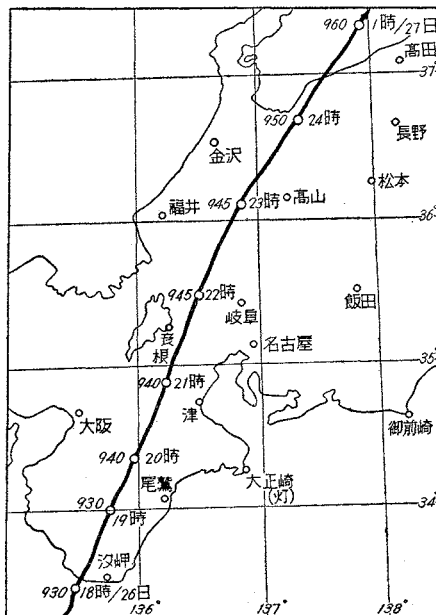 960 1時/27日
高田
37°
950 24時
長野
金沢
松本
945 23時
高山
福井
36°
945 22時
岐阜
飯田
彦根
名古屋
35°
940 21時
津
大阪
御前崎
940 20時
尾鷲
大王崎
(灯)
930 19時
34°
汐岬
930 18時/26日
136° 137° 138°